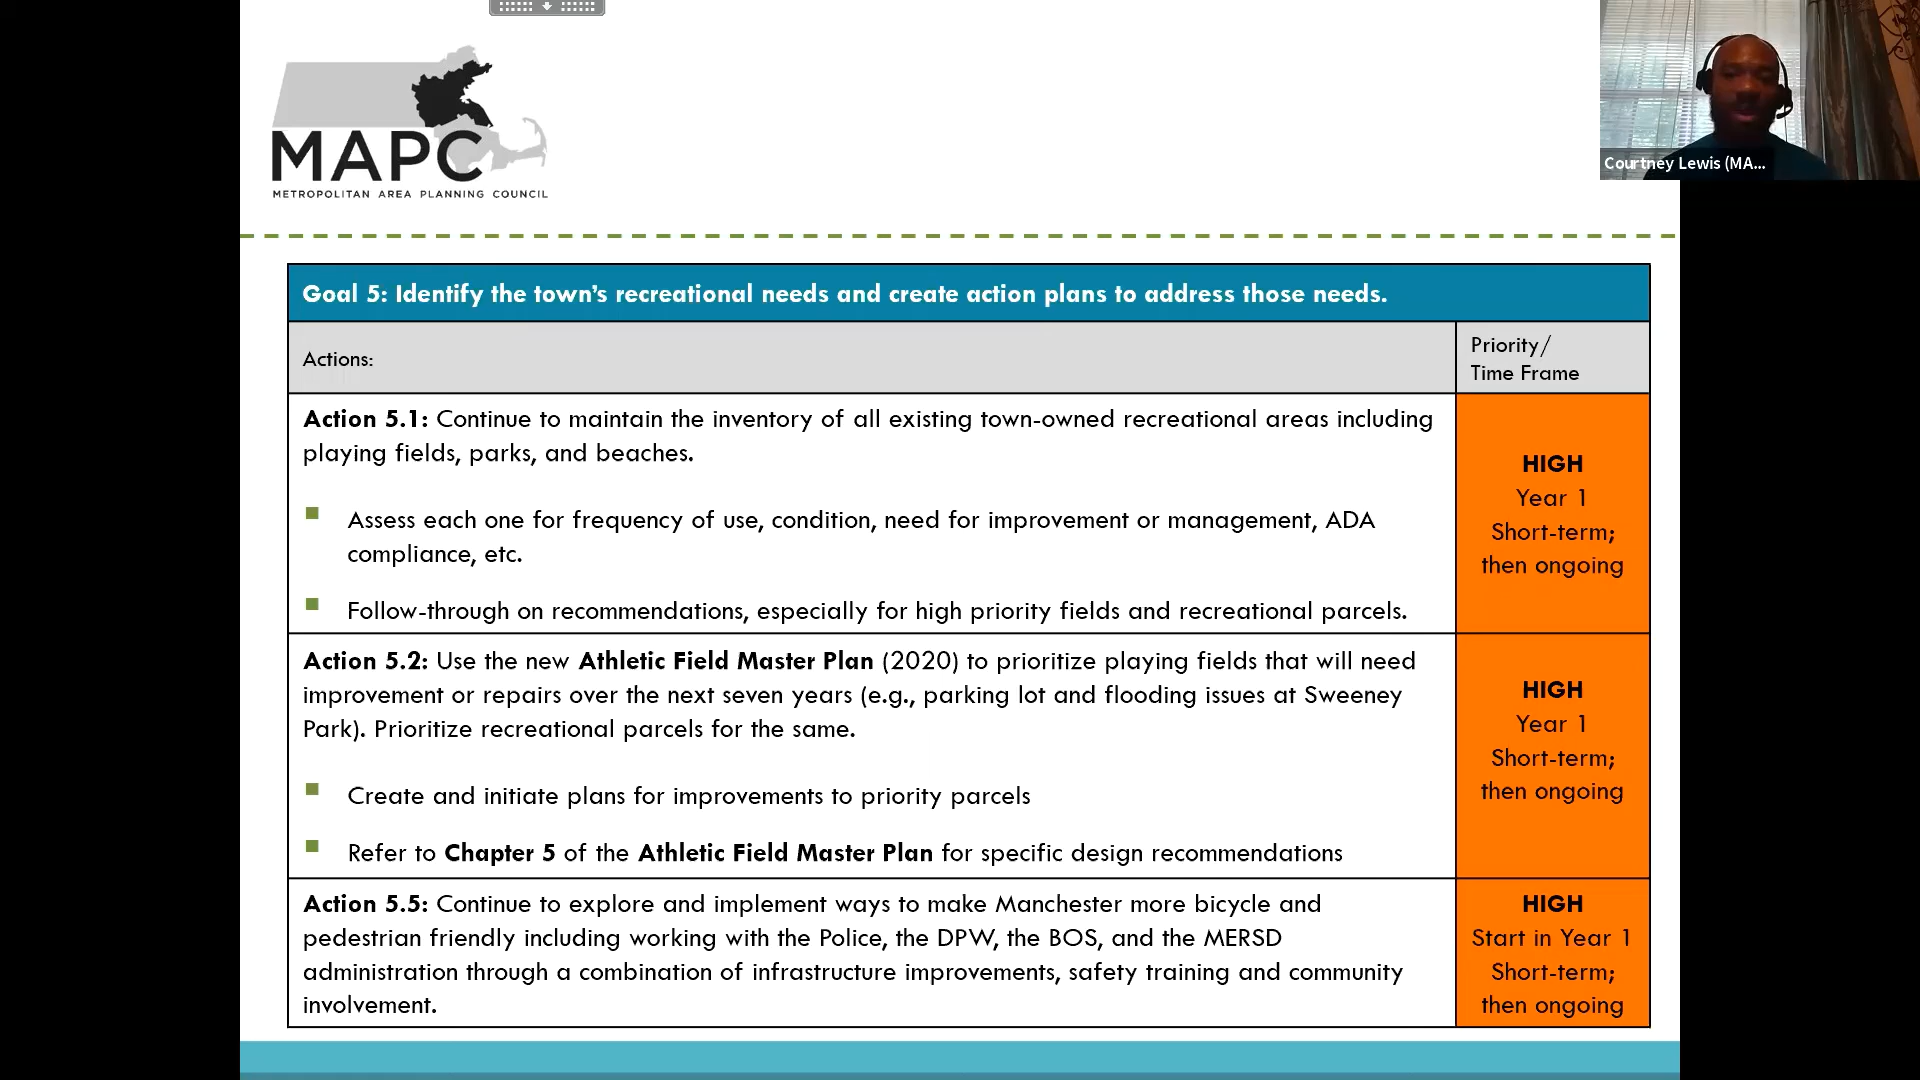 MAPC
METROPOLITAN AREA PLANNING COUNCIL
Courtney Lewis (MA...
Goal 5: Identify the town's recreational needs and create action plans to address those needs.
Actions:
Priority/
Time Frame
Action 5.1: Continue to maintain the inventory of all existing town-owned recreational areas including
playing fields, parks, and beaches.
Assess each one for frequency of use, condition, need for improvement or management, ADA
compliance, etc.
Follow-through on recommendations, especially for high priority fields and recreational parcels.
HIGH
Year 1
Short-term;
then ongoing
Action 5.2: Use the new Athletic Field Master Plan (2020) to prioritize playing fields that will need
improvement or repairs over the next seven years (e.g., parking lot and flooding issues at Sweeney
Park). Prioritize recreational parcels for the same.
Create and initiate plans for improvements to priority parcels
Refer to Chapter 5 of the Athletic Field Master Plan for specific design recommendations
HIGH
Year 1
Short-term;
then ongoing
Action 5.5: Continue to explore and implement ways to make Manchester more bicycle and
pedestrian friendly including working with the Police, the DPW, the BOS, and the MERSD
administration through a combination of infrastructure improvements, safety training and community
involvement.
HIGH
Start in Year 1
Short-term;
then ongoing